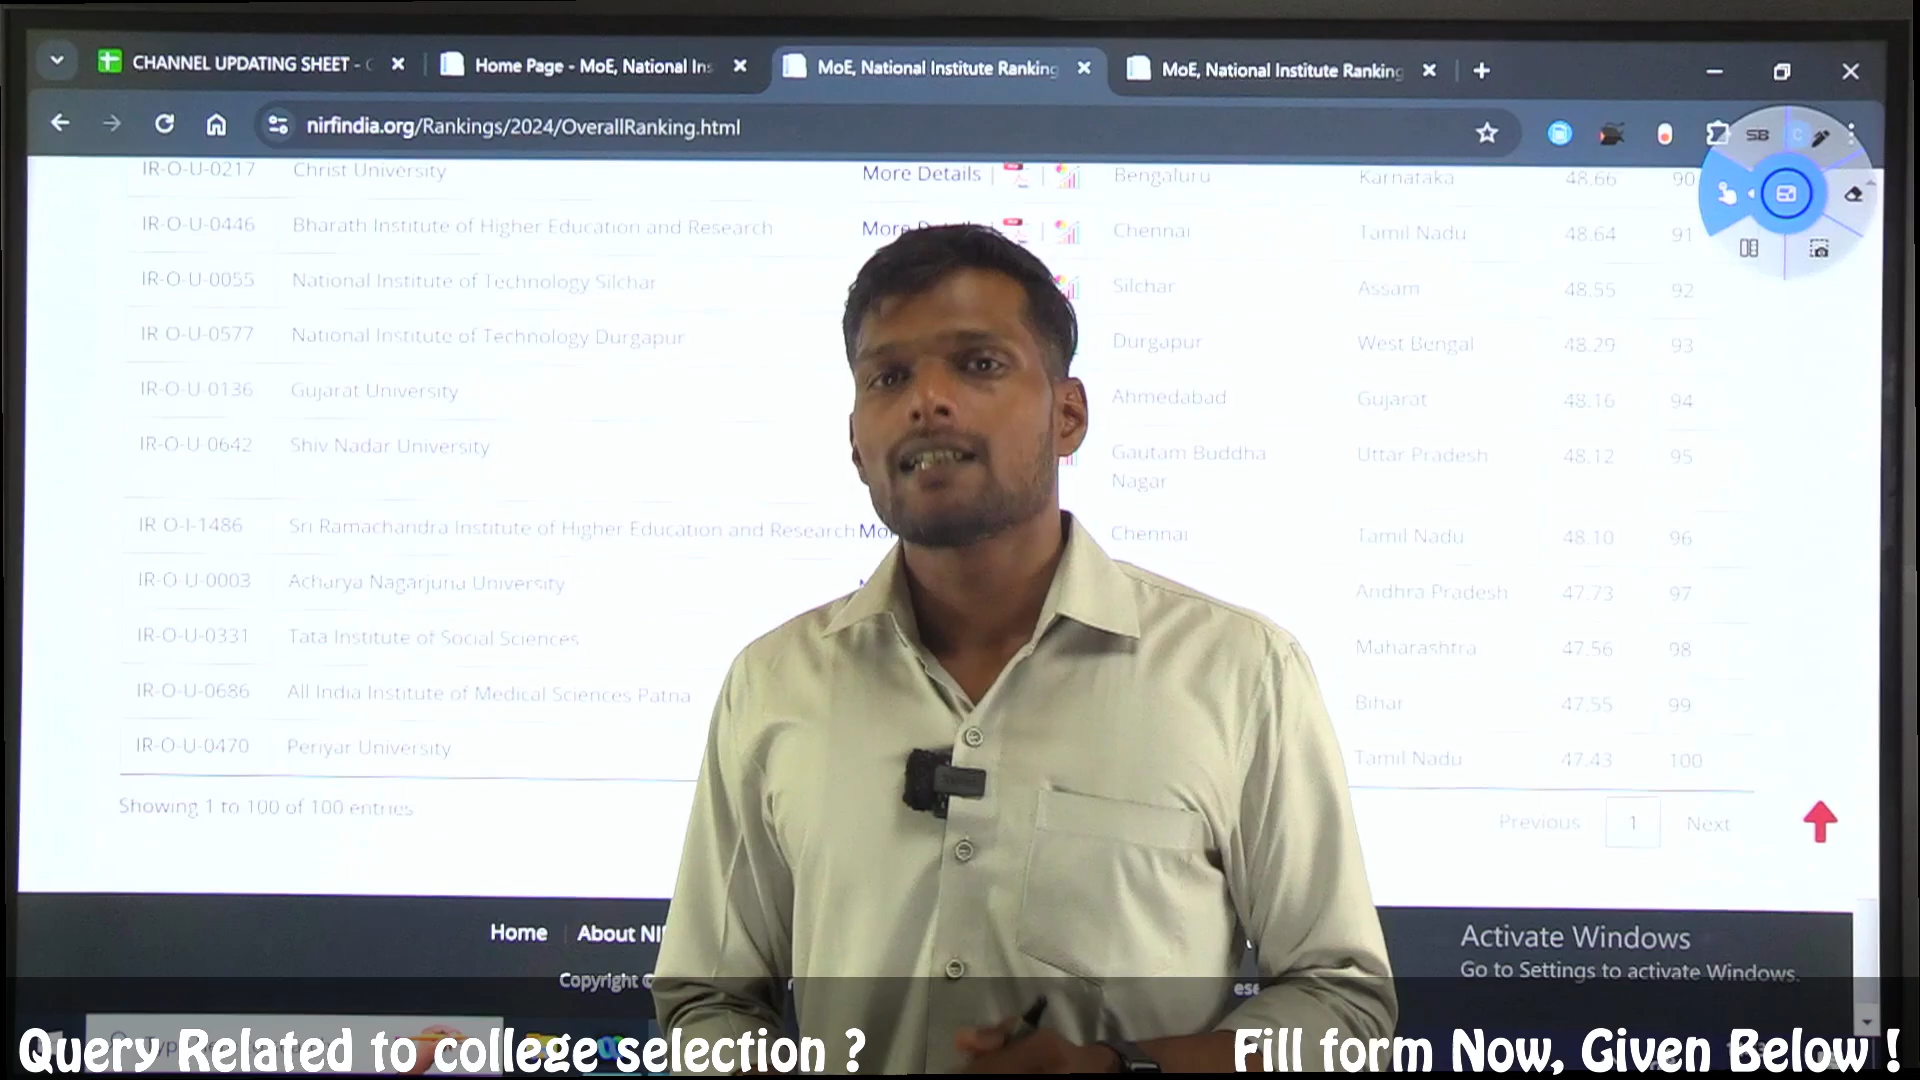 CHANNEL UPDATING SHEET -
Home Page - MoE, National Ins
MoE, National Institute Ranking
MoE, National Institute Ranking
nirfindia.org/Rankings/2024/OverallRanking.html
SB
IR-O-U-0217 Christ University More Details | | Bengaluru Karnataka 48.66 90
IR-O-U-0446 Bharath Institute of Higher Education and Research More Details | Chennai Tamil Nadu 48.64 91
IR-O-U-0055 National Institute of Technology Silchar Silchar Assam 48.55 92
IR-O-U-0577 National Institute of Technology Durgapur Durgapur West Bengal 48.29 93
IR-O-U-0136 Gujarat University Ahmedabad Gujarat 48.16 94
IR-O-U-0642 Shiv Nadar University Gautam Buddha Uttar Pradesh 48.12 95
Nagar
IR-O-I-1486 Sri Ramachandra Institute of Higher Education and Research Mo Chennai Tamil Nadu 48.10 96
IR-O-U-0003 Acharya Nagarjuna University Andhra Pradesh 47.73 97
IR-O-U-0331 Tata Institute of Social Sciences Maharashtra 47.56 98
IR-O-U-0686 All India Institute of Medical Sciences Patna Bihar 47.55 99
IR-O-U-0470 Periyar University Tamil Nadu 47.43 100
Showing 1 to 100 of 100 entries
Previous 1 Next
Home About NI
Activate Windows
Go to Settings to activate Windows.
Copyright ©
Query Related to college selection ?
Fill form Now, Given Below !